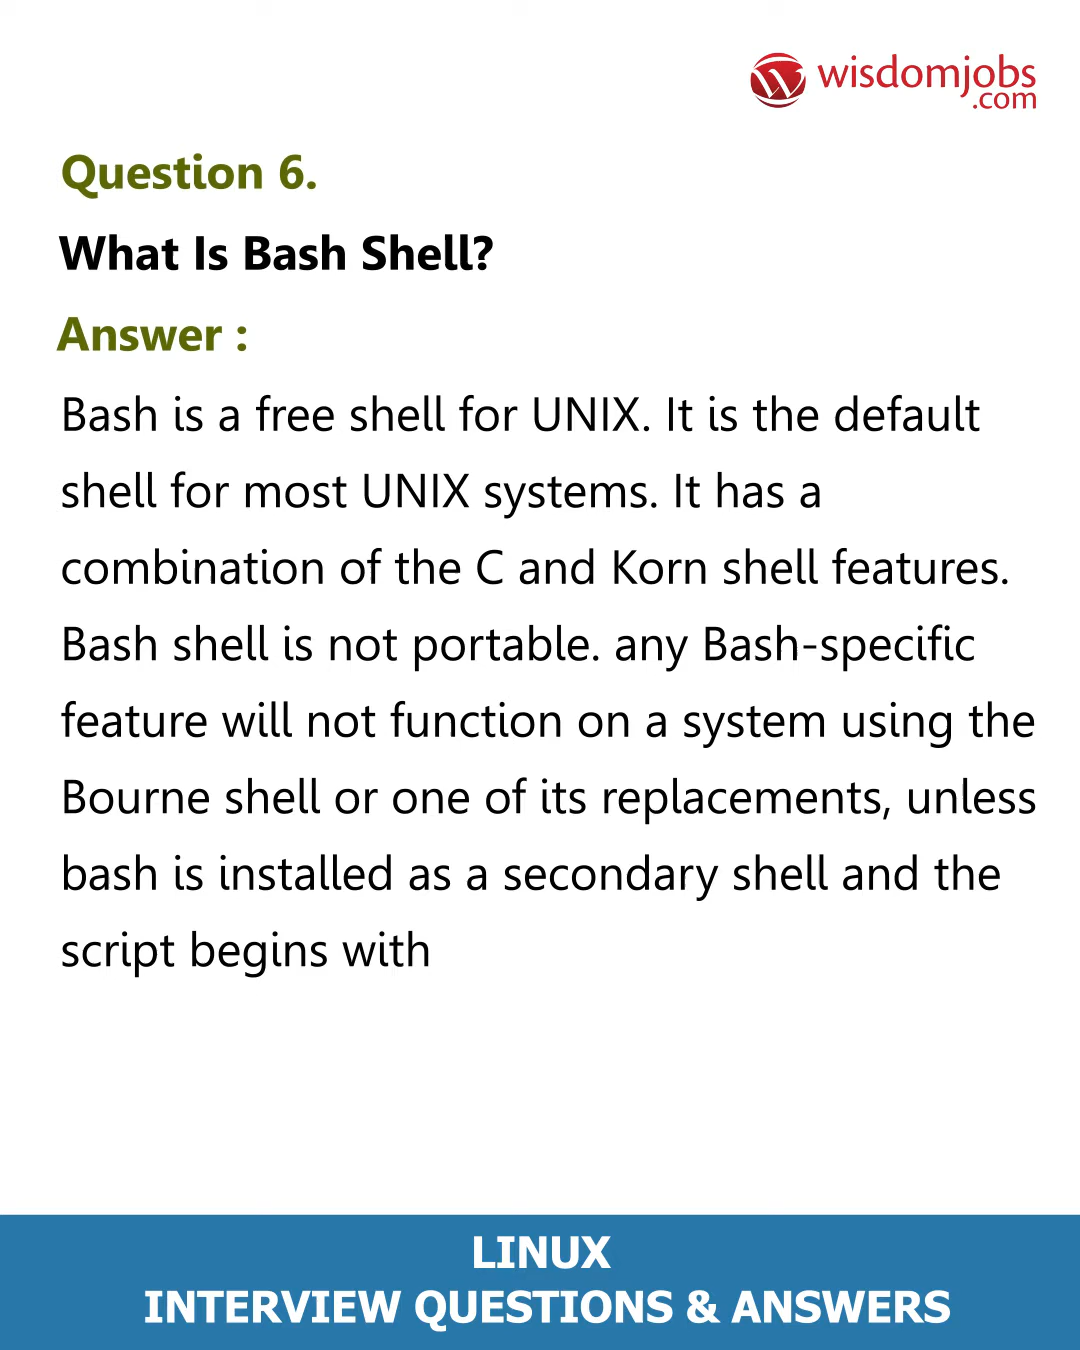 wisdomjobs
.com
Question 6.
What Is Bash Shell?
Answer :
Bash is a free shell for UNIX. It is the default
shell for most UNIX systems. It has a
combination of the C and Korn shell features.
Bash shell is not portable. any Bash-specific
feature will not function on a system using the
Bourne shell or one of its replacements, unless
bash is installed as a secondary shell and the
script begins with
LINUX
INTERVIEW QUESTIONS & ANSWERS